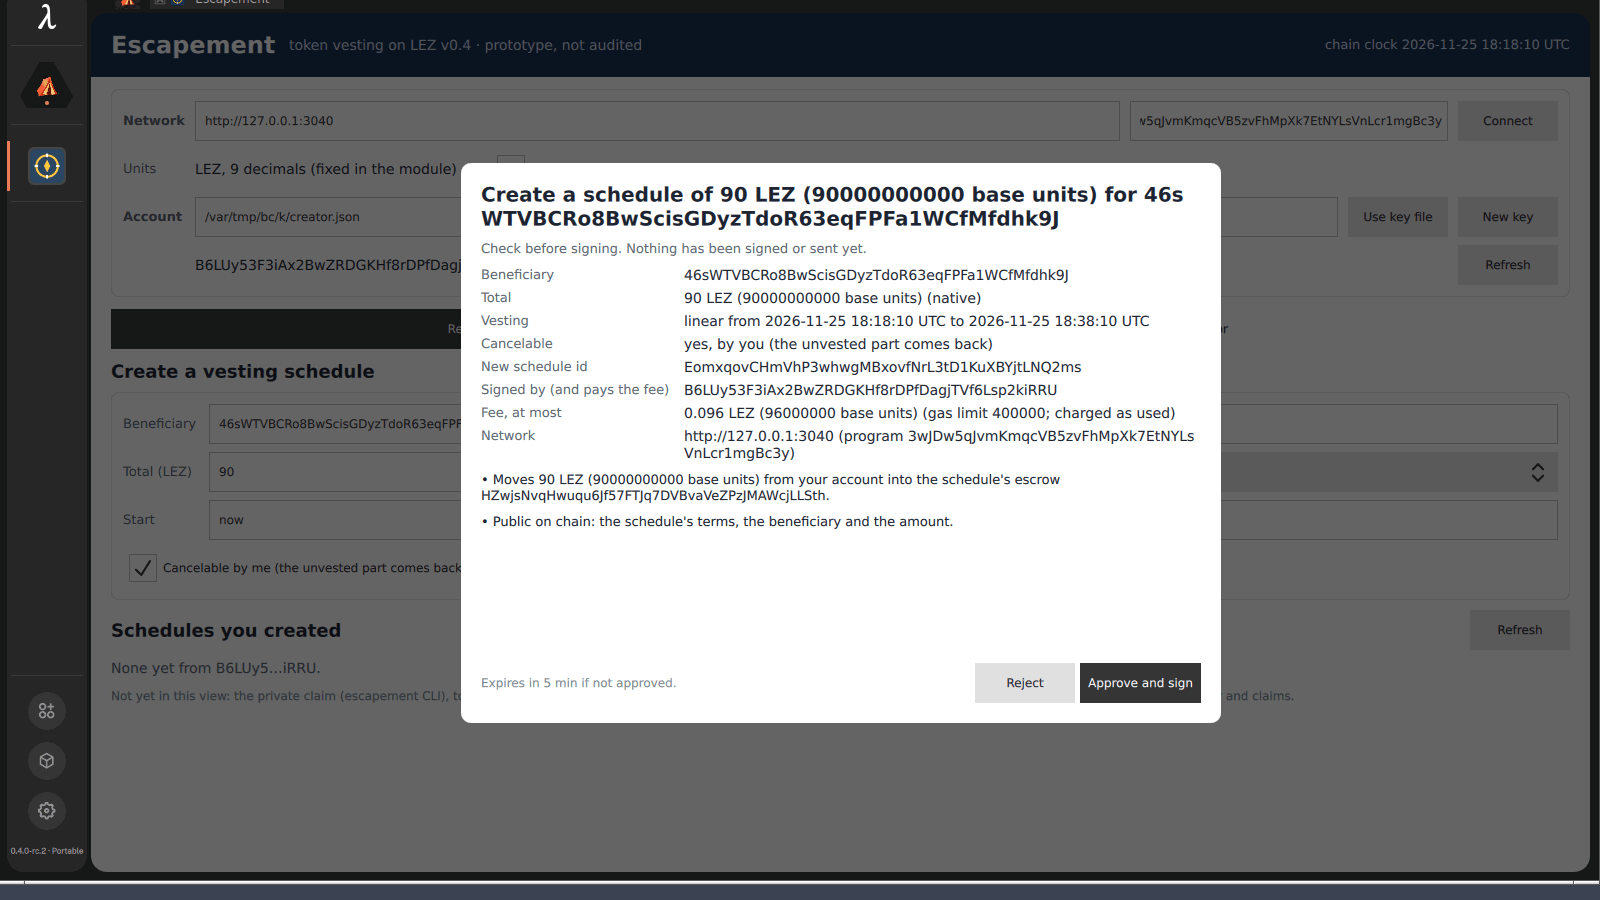 λ
Escapement
Escapement token vesting on LEZ v0.4 · prototype, not audited chain clock 2026-11-25 18:18:10 UTC
Network http://127.0.0.1:3040 w5qJvmKmqcVB5zvFhMpXk7EtNYLsVnLcr1mgBc3y Connect
Units LEZ, 9 decimals (fixed in the module)
Account /var/tmp/bc/k/creator.json Use key file New key
B6LUy53F3iAx2BwZRDGKHf8rDPfDagj Refresh
Create a vesting schedule
Beneficiary 46sWTVBCRo8BwScisGDyzTdoR63eqFPF
Total (LEZ) 90
Start now
Cancelable by me (the unvested part comes back
Schedules you created Refresh
None yet from B6LUy5...iRRU.
Not yet in this view: the private claim (escapement CLI), and claims.
Create a schedule of 90 LEZ (90000000000 base units) for 46s
WTVBCRo8BwScisGDyzTdoR63eqFPFa1WCfMfdhk9J
Check before signing. Nothing has been signed or sent yet.
Beneficiary 46sWTVBCRo8BwScisGDyzTdoR63eqFPFa1WCfMfdhk9J
Total 90 LEZ (90000000000 base units) (native)
Vesting linear from 2026-11-25 18:18:10 UTC to 2026-11-25 18:38:10 UTC
Cancelable yes, by you (the unvested part comes back)
New schedule id EomxqovCHmVhP3whwgMBxovfNrL3tD1KuXBYjtLNQ2ms
Signed by (and pays the fee) B6LUy53F3iAx2BwZRDGKHf8rDPfDagjTVf6Lsp2kiRRU
Fee, at most 0.096 LEZ (96000000 base units) (gas limit 400000; charged as used)
Network http://127.0.0.1:3040 (program 3wJDw5qJvmKmqcVB5zvFhMpXk7EtNYLs
VnLcr1mgBc3y)
• Moves 90 LEZ (90000000000 base units) from your account into the schedule's escrow
HZwjsNvqHwuqu6Jf57FTJq7DVBvaVeZPzJMAWcjLLSth.
• Public on chain: the schedule's terms, the beneficiary and the amount.
Expires in 5 min if not approved. Reject Approve and sign
0.4.0-rc.2 · Portable